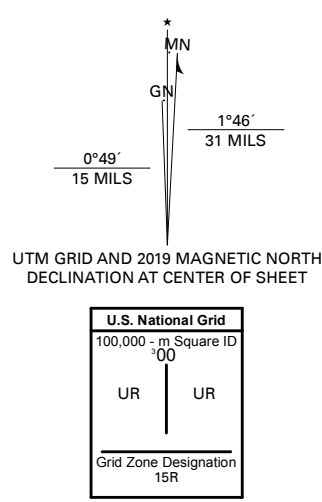 ★
MN
GN
1°46´
31 MILS
0°49´
15 MILS
UTM GRID AND 2019 MAGNETIC NORTH
DECLINATION AT CENTER OF SHEET
U.S. National Grid
100,000 - m Square ID
³00
UR UR
Grid Zone Designation
15R